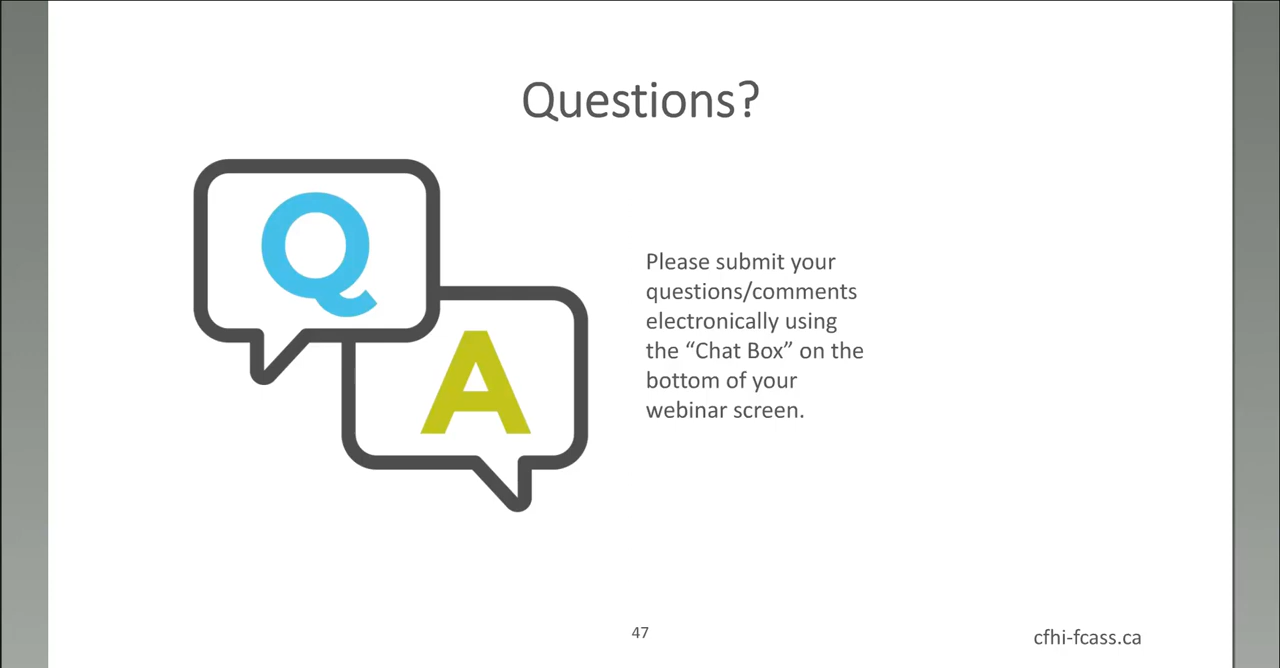 Questions?
Q
A
Please submit your
questions/comments
electronically using
the “Chat Box” on the
bottom of your
webinar screen.
47
cfhi-fcass.ca